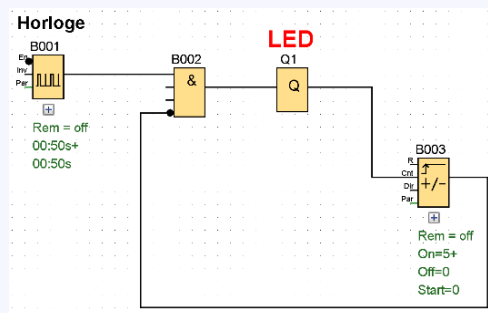 Horloge
LED
B001
B002
Q1
En
Inv
Par
&
Q
B003
R
Cnt
Dir
Par
+/-
Rem = off
00:50s+
00:50s
Rem = off
On=5+
Off=0
Start=0